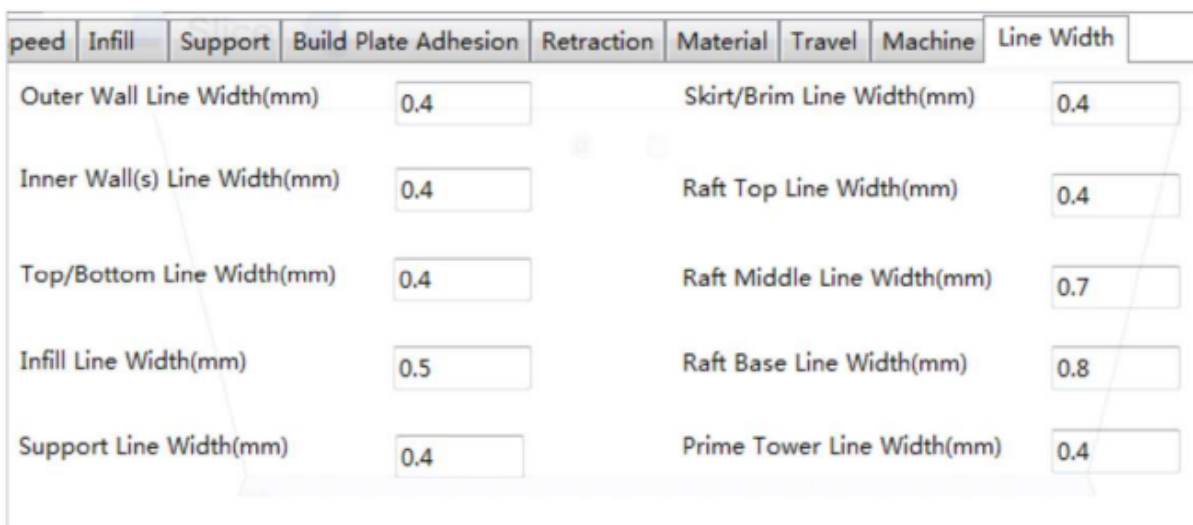 Slice
peed Infill Support Build Plate Adhesion Retraction Material Travel Machine Line Width
Outer Wall Line Width(mm) 0.4 Skirt/Brim Line Width(mm) 0.4
Inner Wall(s) Line Width(mm) 0.4 Raft Top Line Width(mm) 0.4
Top/Bottom Line Width(mm) 0.4 Raft Middle Line Width(mm) 0.7
Infill Line Width(mm) 0.5 Raft Base Line Width(mm) 0.8
Support Line Width(mm) 0.4 Prime Tower Line Width(mm) 0.4